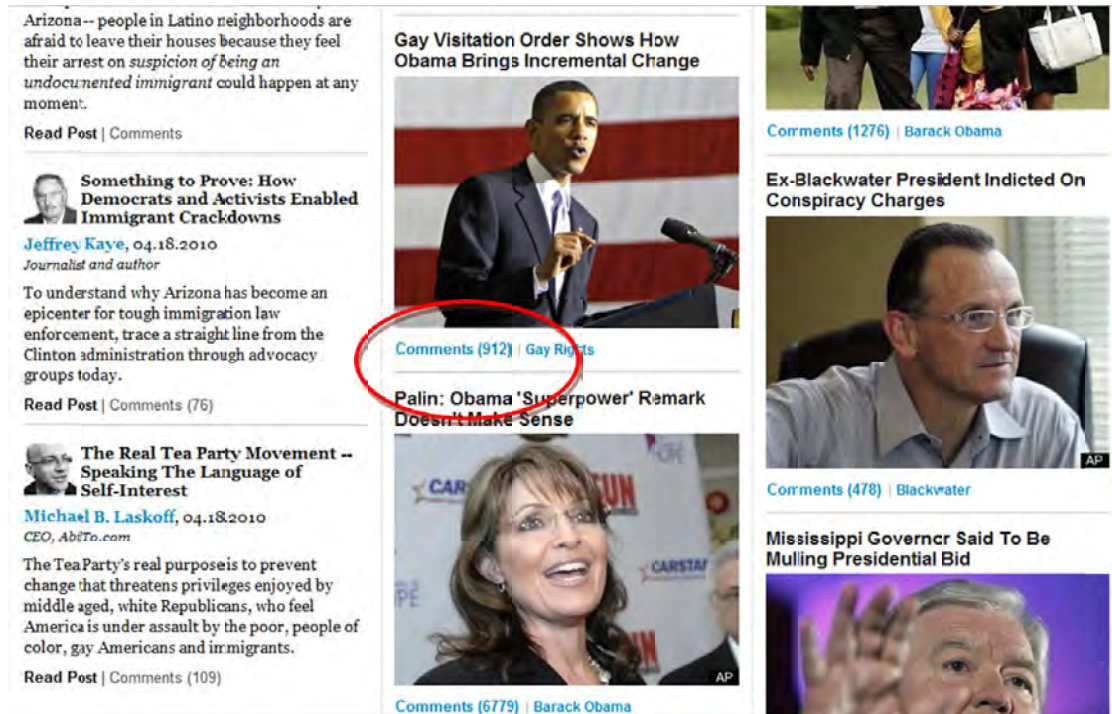 Arizona-- people in Latino neighborhoods are
afraid to leave their houses because they feel
their arrest on suspicion of being an
undocumented immigrant could happen at any
moment.
Read Post | Comments
Something to Prove: How
Democrats and Activists Enabled
Immigrant Crackdowns
Jeffrey Kaye, 04.18.2010
Journalist and author
To understand why Arizona has become an
epicenter for tough immigration law
enforcement, trace a straight line from the
Clinton administration through advocacy
groups today.
Read Post | Comments (76)
The Real Tea Party Movement --
Speaking The Language of
Self-Interest
Michael B. Laskoff, 04.18.2010
CEO, AbilTo.com
The Tea Party's real purpose is to prevent
change that threatens privileges enjoyed by
middle aged, white Republicans, who feel
America is under assault by the poor, people of
color, gay Americans and immigrants.
Read Post | Comments (109)
Gay Visitation Order Shows How
Obama Brings Incremental Change
Comments (912) | Gay Rights
Palin: Obama 'Superpower' Remark
Doesn't Make Sense
CARSTAR
AP
Comments (6779) | Barack Obama
Comments (1276) | Barack Obama
Ex-Blackwater President Indicted On
Conspiracy Charges
AP
Comments (478) | Blackwater
Mississippi Governor Said To Be
Mulling Presidential Bid